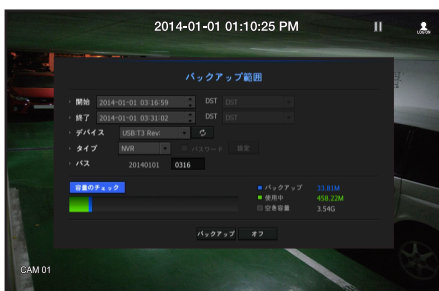 2014-01-01 01:10:25 PM
LOGON
バックアップ範囲
開始 2014-01-01 03:16:59 DST DST
終了 2014-01-01 03:31:02 DST DST
デバイス USB:T3 Rev:
タイプ NVR パスワード 設定
パス 20140101 0316
容量のチェック
バックアップ 33.81M
使用中 458.22M
空き容量 3.54G
バックアップ オフ
CAM 01